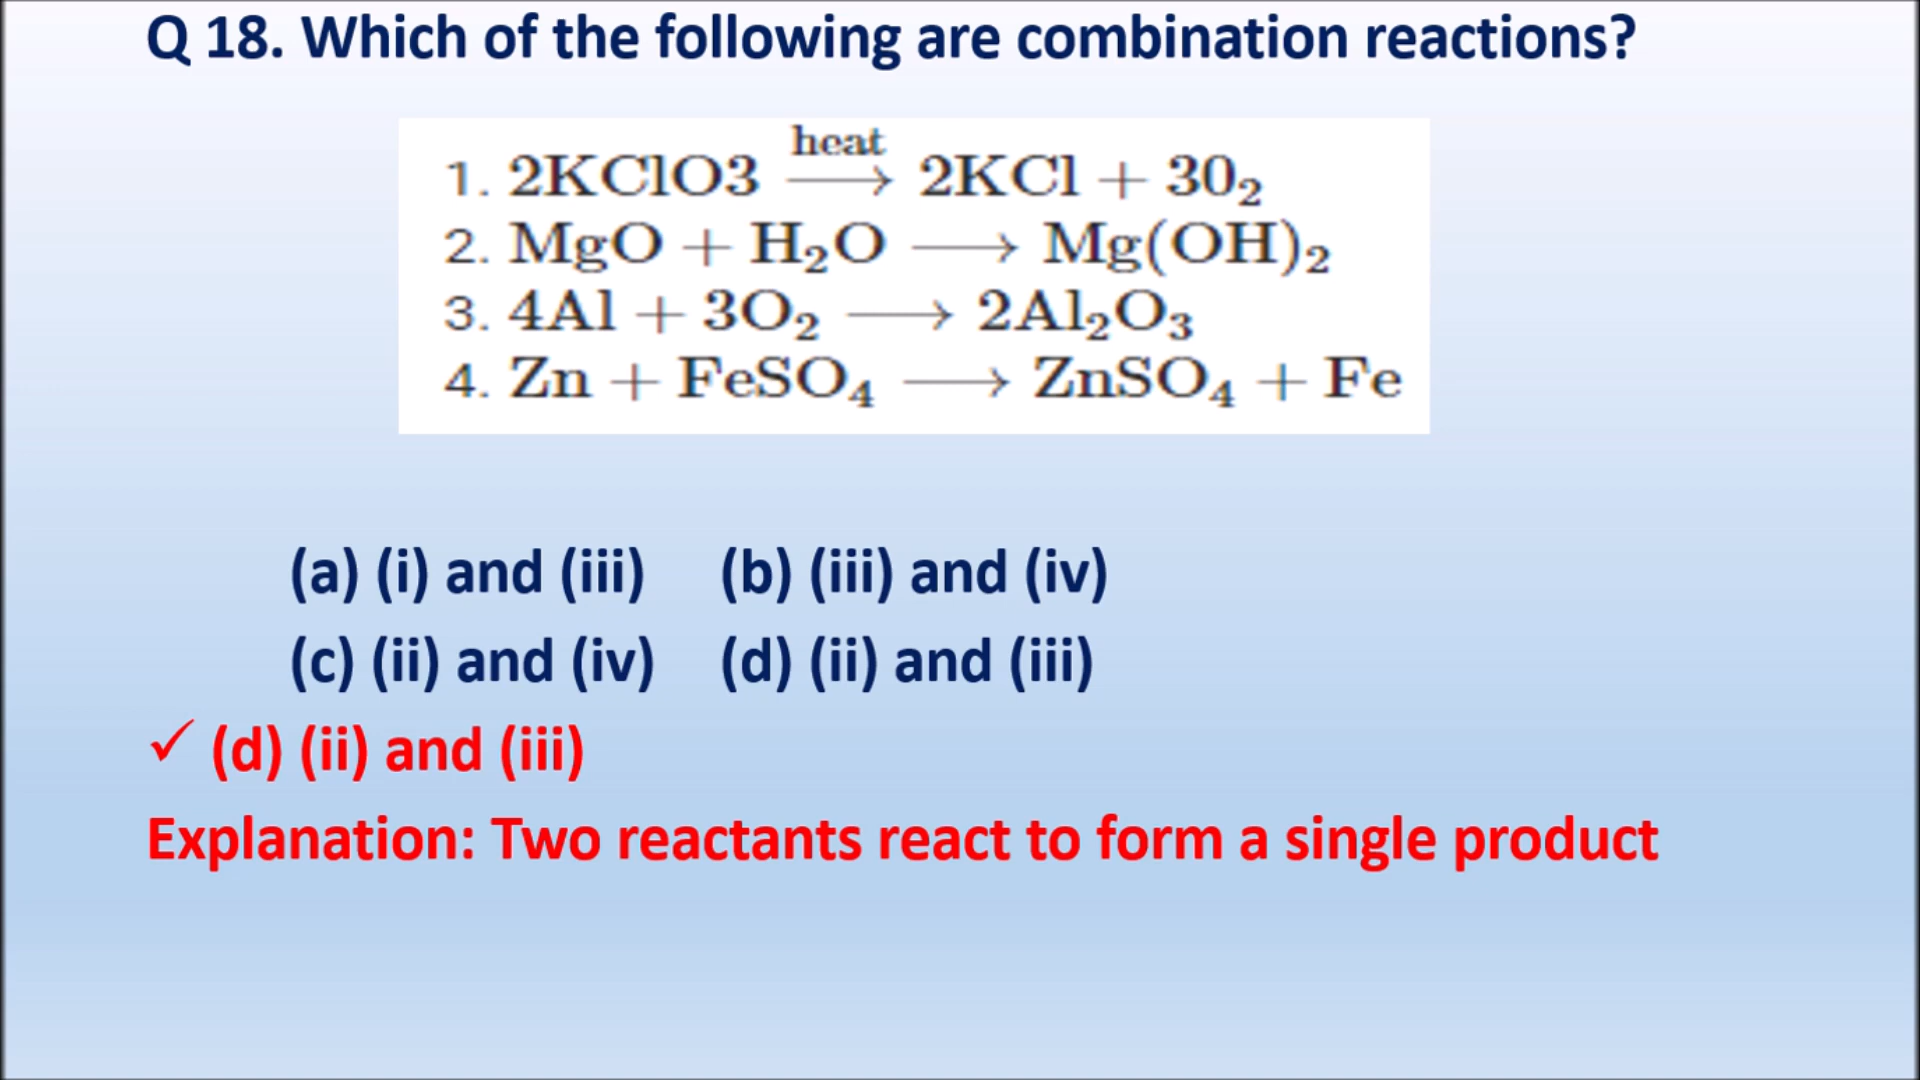 Q 18. Which of the following are combination reactions?
heat
1. 2KClO3 ⟶ 2KCl + 30₂
2. MgO + H₂O ⟶ Mg(OH)₂
3. 4Al + 3O₂ ⟶ 2Al₂O₃
4. Zn + FeSO₄ ⟶ ZnSO₄ + Fe
(a) (i) and (iii) (b) (iii) and (iv)
(c) (ii) and (iv) (d) (ii) and (iii)
✓ (d) (ii) and (iii)
Explanation: Two reactants react to form a single product